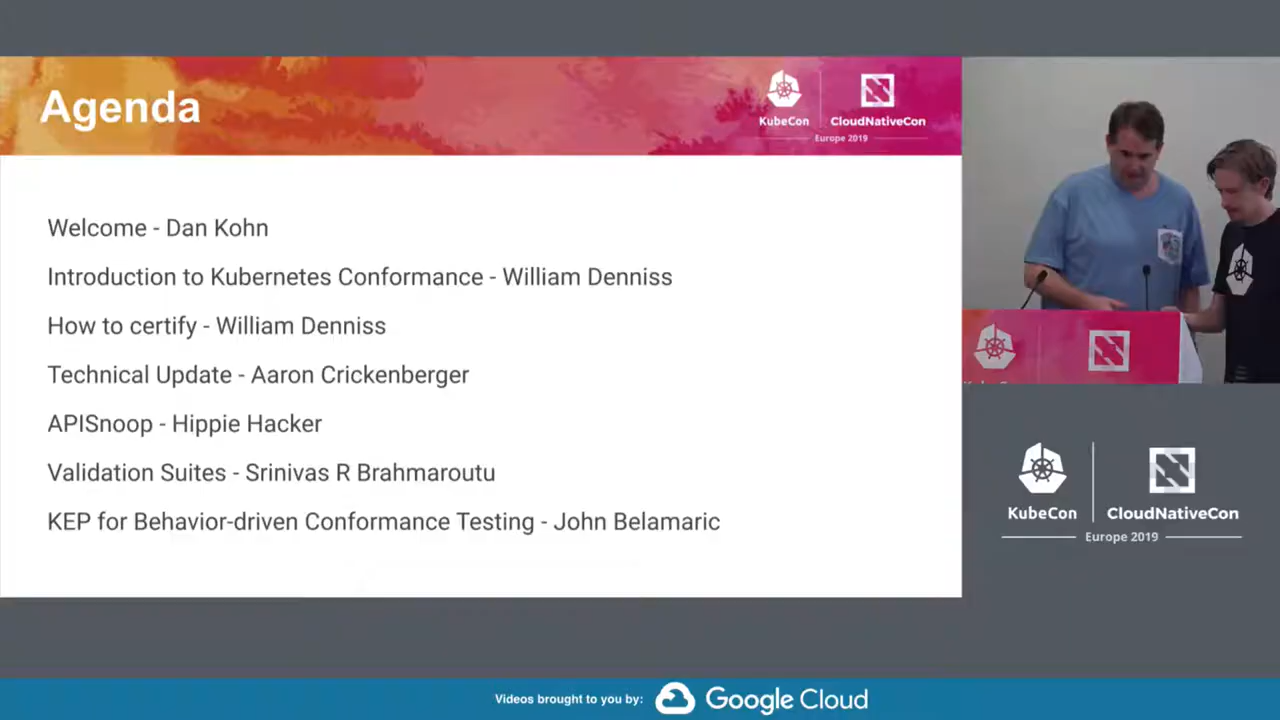 Agenda
KubeCon
CloudNativeCon
Europe 2019
Welcome - Dan Kohn
Introduction to Kubernetes Conformance - William Denniss
How to certify - William Denniss
Technical Update - Aaron Crickenberger
APISnoop - Hippie Hacker
Validation Suites - Srinivas R Brahmaroutu
KEP for Behavior-driven Conformance Testing - John Belamaric
KubeCon
CloudNativeCon
Europe 2019
Videos brought to you by:
Google Cloud